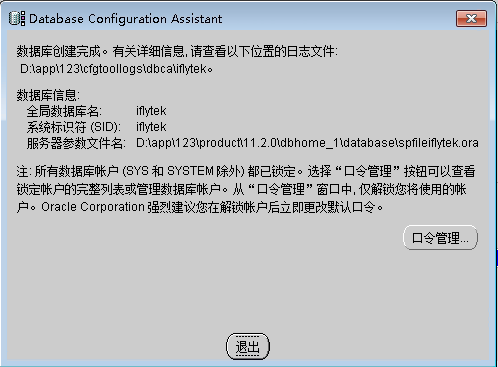 Database Configuration Assistant
数据库创建完成。有关详细信息, 请查看以下位置的日志文件:
D:\app\123\cfgtoollogs\dbca\iflytek。
数据库信息:
全局数据库名: iflytek
系统标识符 (SID): iflytek
服务器参数文件名: D:\app\123\product\11.2.0\dbhome_1\database\spfileiflytek.ora
注: 所有数据库帐户 (SYS 和 SYSTEM 除外) 都已锁定。选择“口令管理”按钮可以查看
锁定帐户的完整列表或管理数据库帐户。从“口令管理”窗口中, 仅解锁您将使用的帐
户。Oracle Corporation 强烈建议您在解锁帐户后立即更改默认口令。
口令管理...
退出